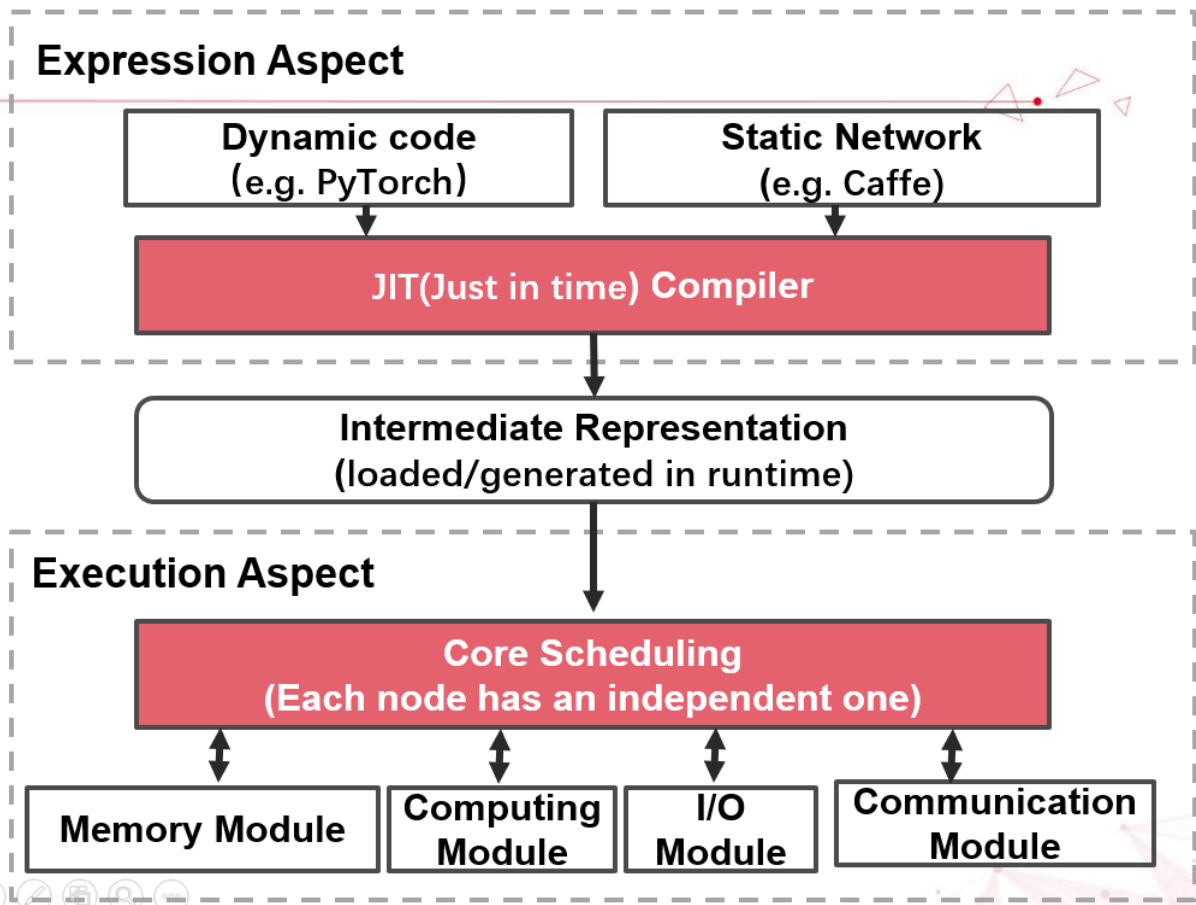 Expression Aspect
Dynamic code
(e.g. PyTorch)
Static Network
(e.g. Caffe)
JIT(Just in time) Compiler
Intermediate Representation
(loaded/generated in runtime)
Execution Aspect
Core Scheduling
(Each node has an independent one)
Memory Module
Computing
Module
I/O
Module
Communication
Module